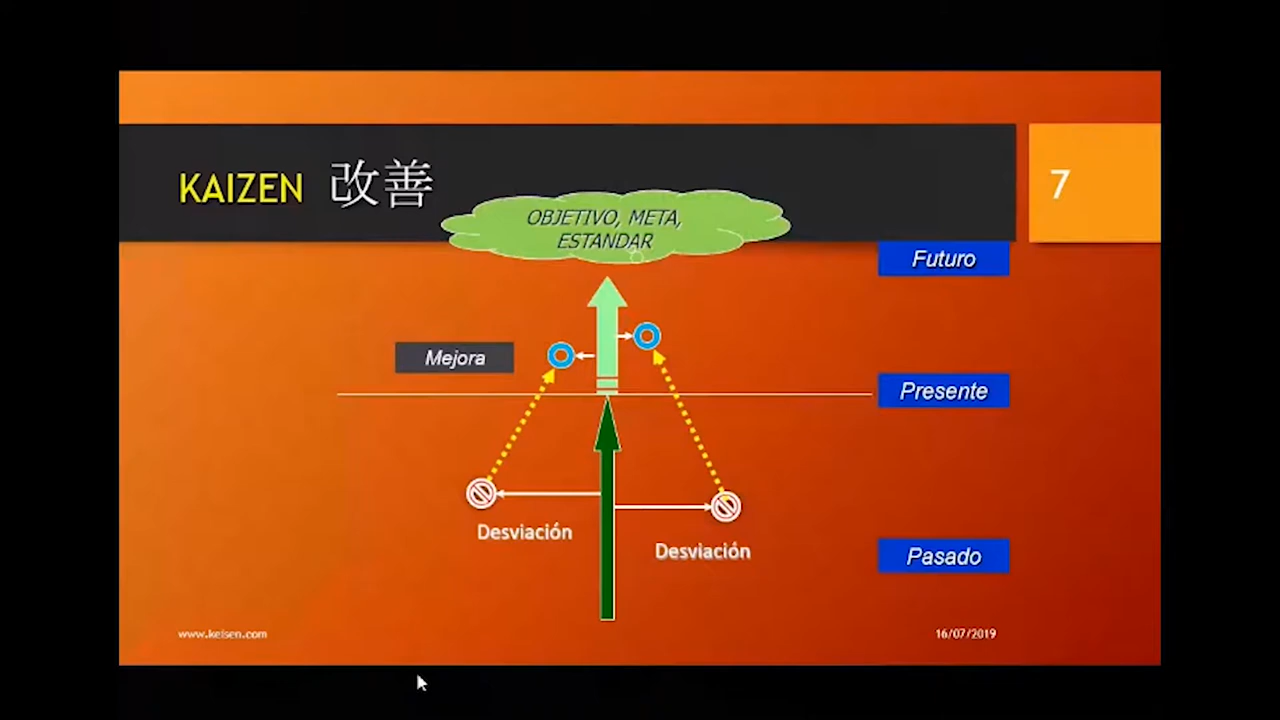 KAIZEN 改善
7
OBJETIVO, META,
ESTANDAR
Futuro
Mejora
Presente
Desviación
Desviación
Pasado
www.keisen.com
16/07/2019